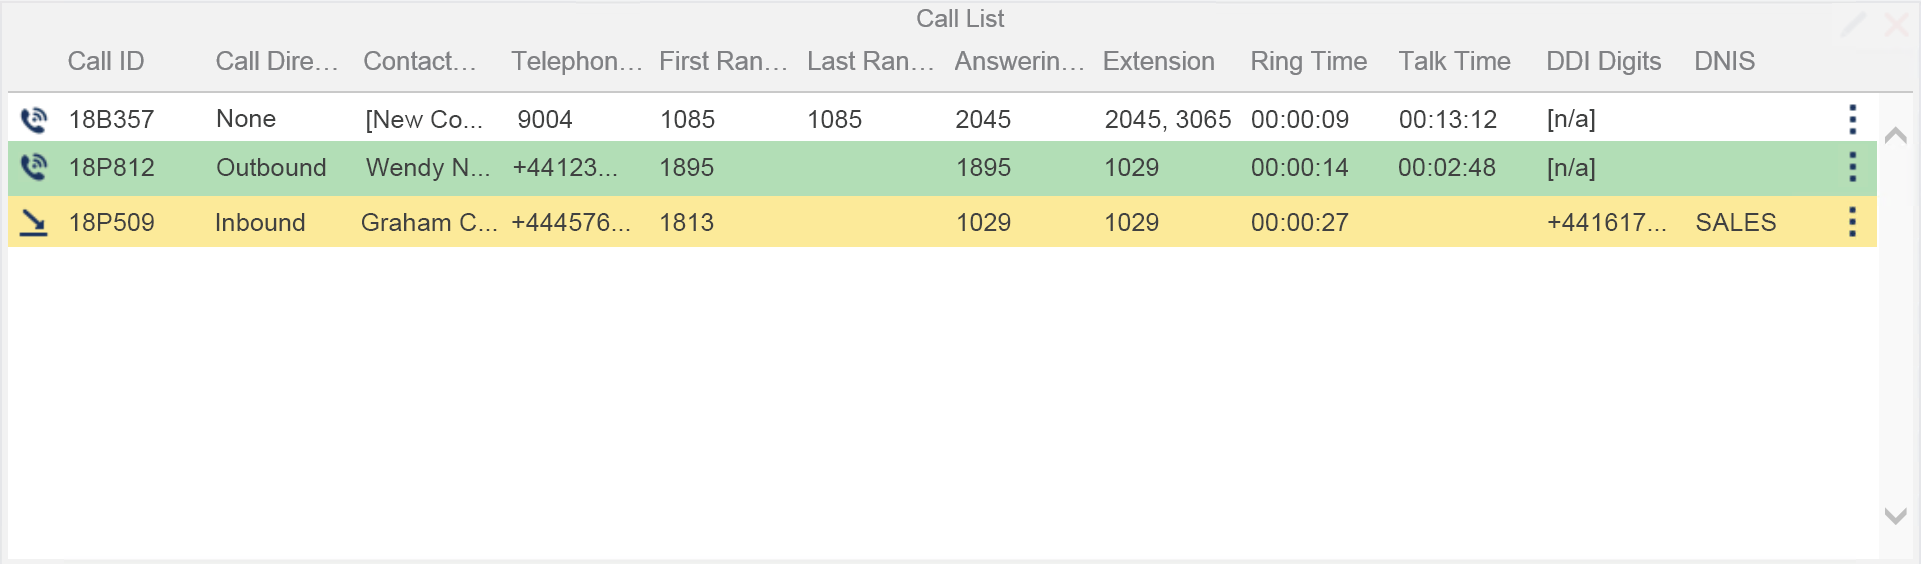 Call List
Call ID Call Dire... Contact... Telephon... First Ran... Last Ran... Answerin... Extension Ring Time Talk Time DDI Digits DNIS
18B357 None [New Co... 9004 1085 1085 2045 2045, 3065 00:00:09 00:13:12 [n/a]
18P812 Outbound Wendy N... +44123... 1895 1895 1029 00:00:14 00:02:48 [n/a]
18P509 Inbound Graham C... +444576... 1813 1029 1029 00:00:27 +441617... SALES